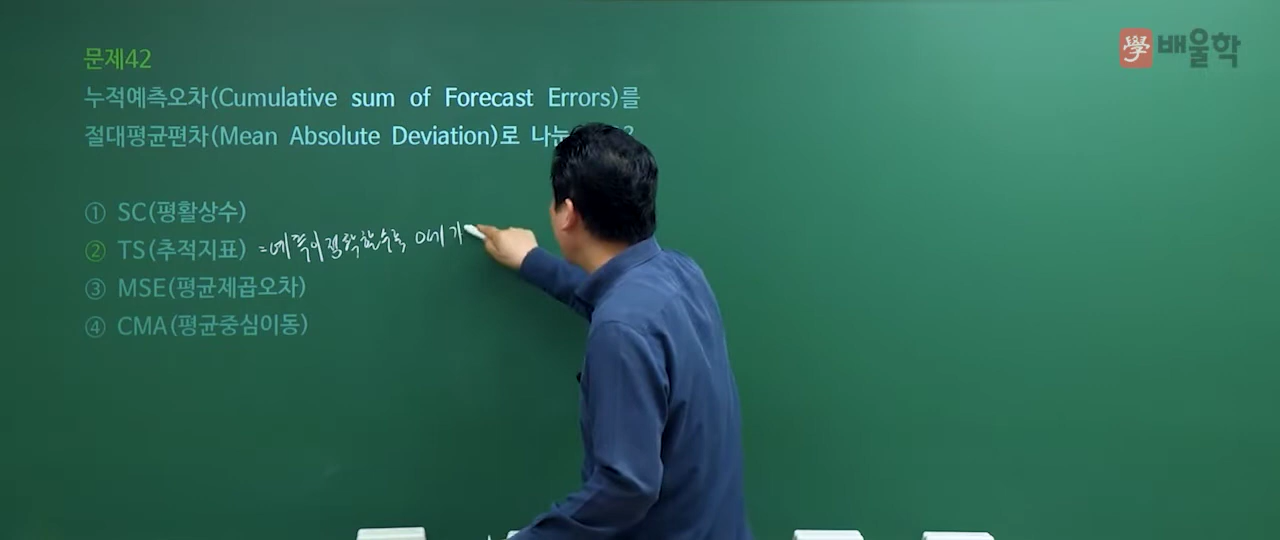 문제42
學 배울학
누적예측오차(Cumulative sum of Forecast Errors)를
절대평균편차(Mean Absolute Deviation)로 나눈
① SC(평활상수)
② TS(추적지표) =예측이 정확할수록 0에 가
③ MSE(평균제곱오차)
④ CMA(평균중심이동)